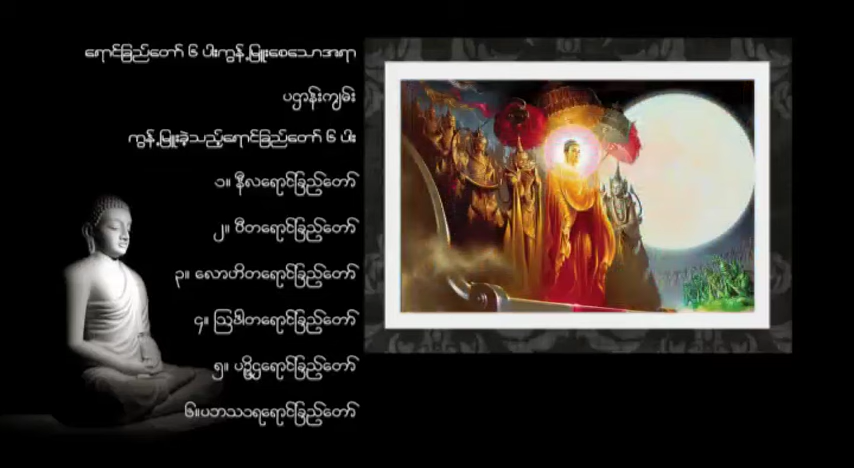 ရောင်ခြည်တော် ၆ ပါးကွန့်မြူးစေသောအရာ
ပဌာန်းကျမ်း
ကွန့်မြူးခဲ့သည့်ရောင်ခြည်တော် ၆ ပါး
၁။ နီလရောင်ခြည်တော်
၂။ ပီတရောင်ခြည်တော်
၃။ လောဟိတရောင်ခြည်တော်
၄။ ဩဒါတရောင်ခြည်တော်
၅။ မဉ္ဇိဋ္ဌရောင်ခြည်တော်
၆။ပဘဿရရောင်ခြည်တော်